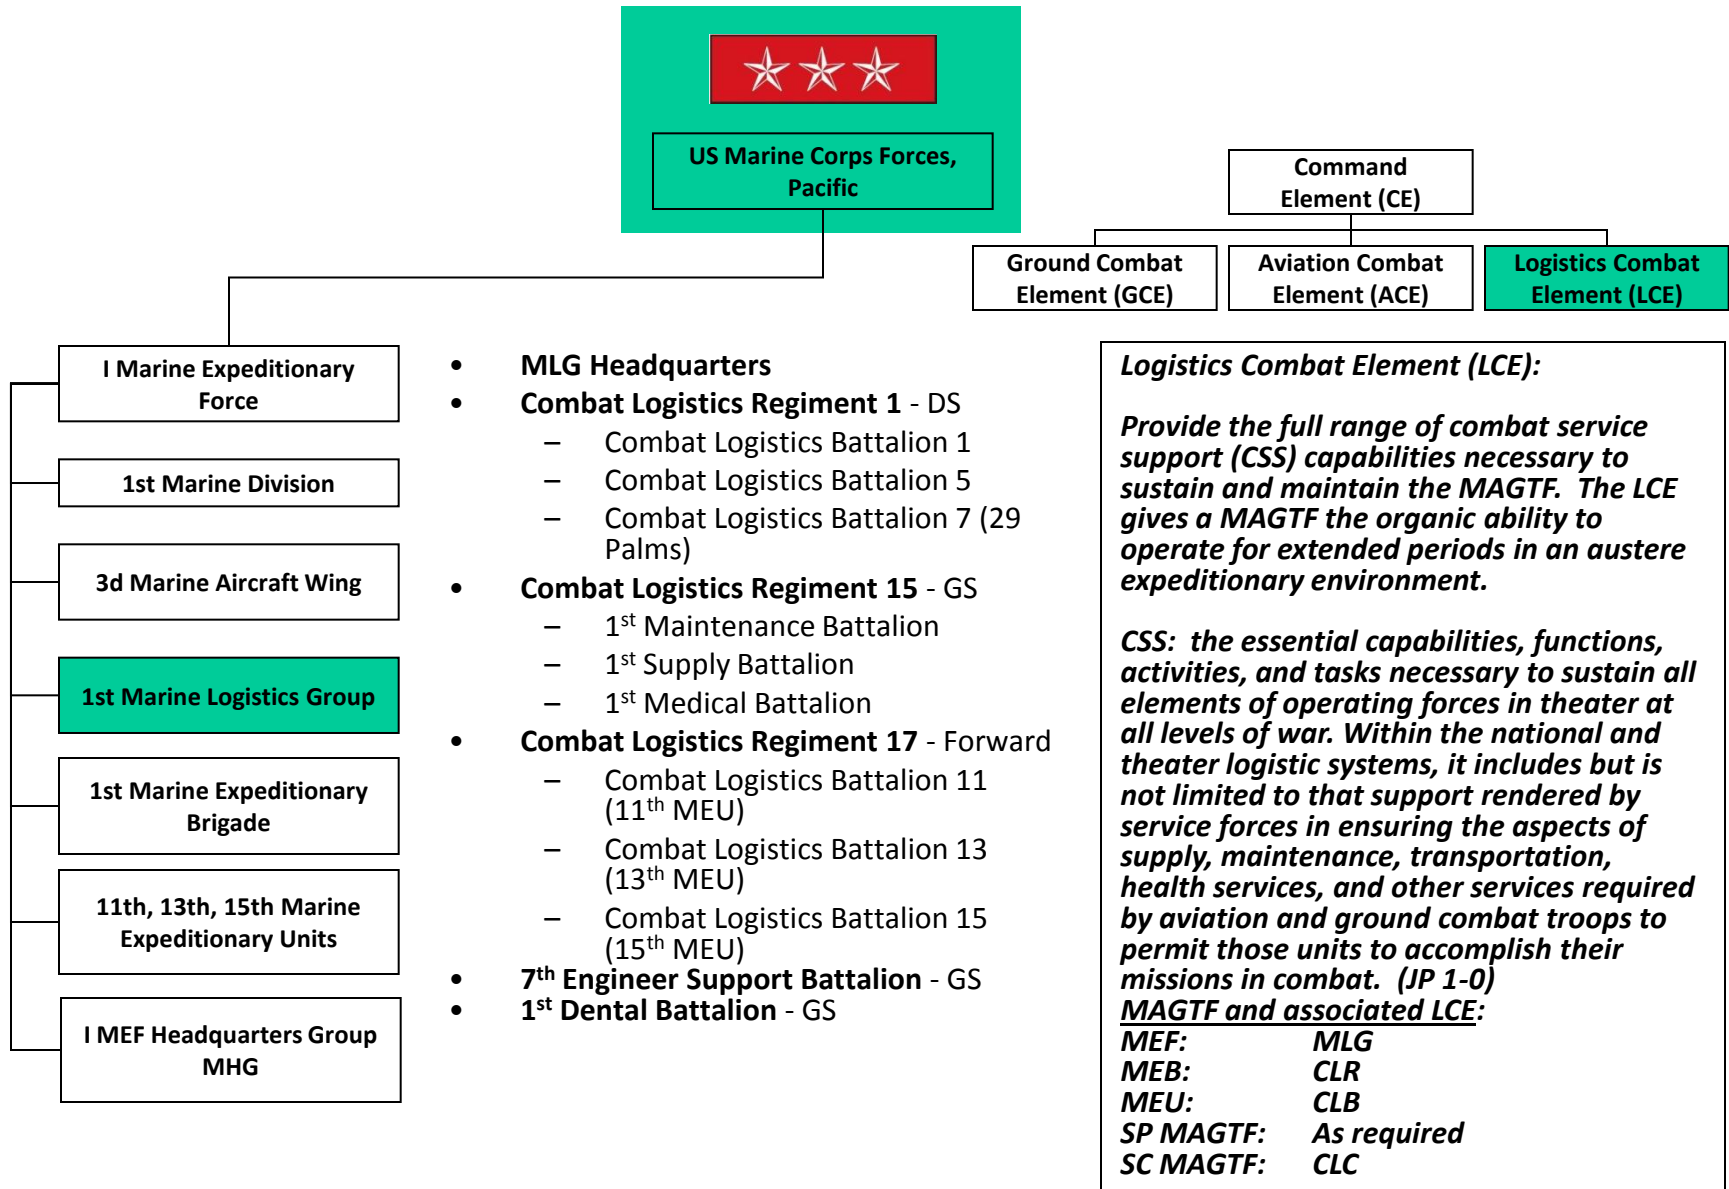 US Marine Corps Forces,
Pacific
Command
Element (CE)
Ground Combat
Element (GCE)
Aviation Combat
Element (ACE)
Logistics Combat
Element (LCE)
I Marine Expeditionary
Force
1st Marine Division
3d Marine Aircraft Wing
1st Marine Logistics Group
1st Marine Expeditionary
Brigade
11th, 13th, 15th Marine
Expeditionary Units
I MEF Headquarters Group
MHG
• MLG Headquarters
• Combat Logistics Regiment 1 - DS
– Combat Logistics Battalion 1
– Combat Logistics Battalion 5
– Combat Logistics Battalion 7 (29
Palms)
• Combat Logistics Regiment 15 - GS
– 1st Maintenance Battalion
– 1st Supply Battalion
– 1st Medical Battalion
• Combat Logistics Regiment 17 - Forward
– Combat Logistics Battalion 11
(11th MEU)
– Combat Logistics Battalion 13
(13th MEU)
– Combat Logistics Battalion 15
(15th MEU)
• 7th Engineer Support Battalion - GS
• 1st Dental Battalion - GS
Logistics Combat Element (LCE):
Provide the full range of combat service
support (CSS) capabilities necessary to
sustain and maintain the MAGTF.  The LCE
gives a MAGTF the organic ability to
operate for extended periods in an austere
expeditionary environment.
CSS:  the essential capabilities, functions,
activities, and tasks necessary to sustain all
elements of operating forces in theater at
all levels of war. Within the national and
theater logistic systems, it includes but is
not limited to that support rendered by
service forces in ensuring the aspects of
supply, maintenance, transportation,
health services, and other services required
by aviation and ground combat troops to
permit those units to accomplish their
missions in combat.  (JP 1-0)
MAGTF and associated LCE:
MEF: MLG
MEB: CLR
MEU: CLB
SP MAGTF: As required
SC MAGTF: CLC